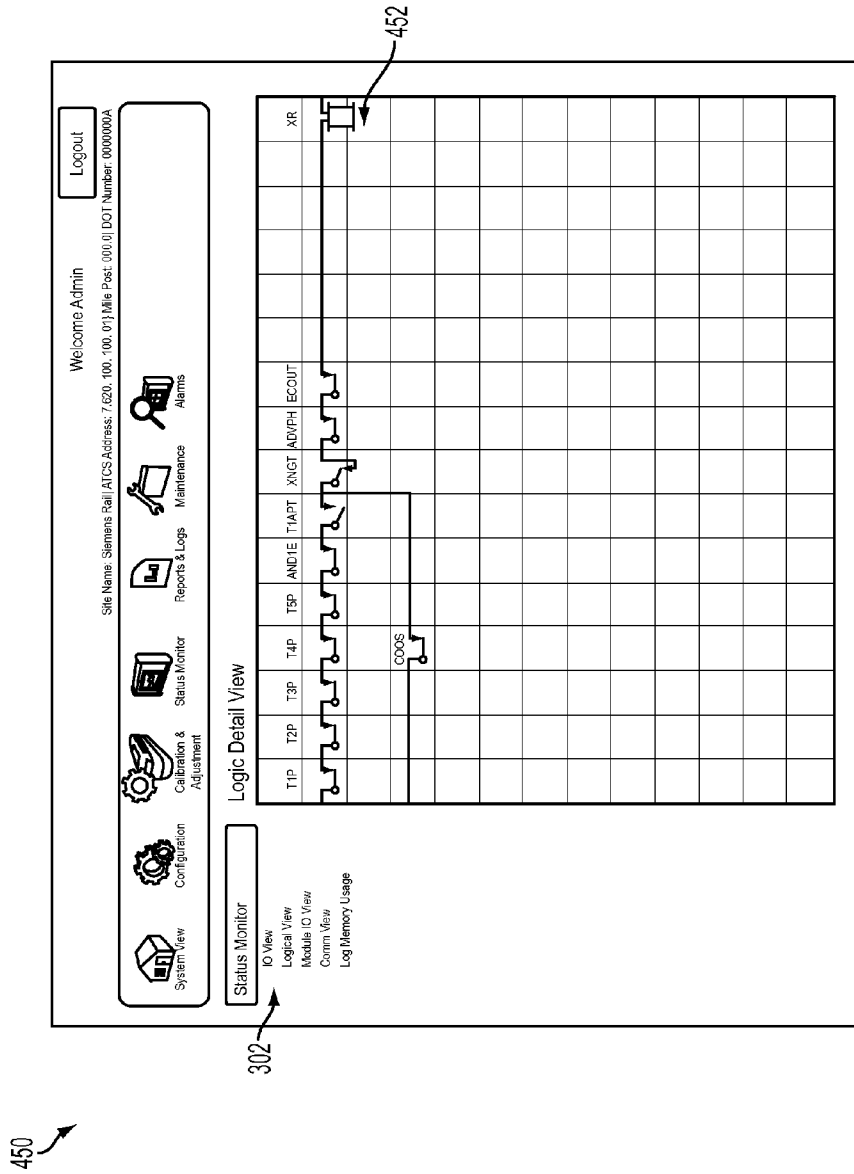 450
Welcome Admin
Logout
Site Name: Siemens Rail| ATCS Address: 7.620. 100. 100. 01} Mile Post: 000.0| DOT Number: 0000000A
System View
Configuration
Calibration &
Adjustment
Status Monitor
Reports & Logs
Maintenance
Alarms
Status Monitor
IO View
Logical View
Module IO View
Comm View
Log Memory Usage
302
Logic Detail View
T1P T2P T3P T4P T5P AND1E T1APT XNGT ADVPH ECOUT XR
COOS
452